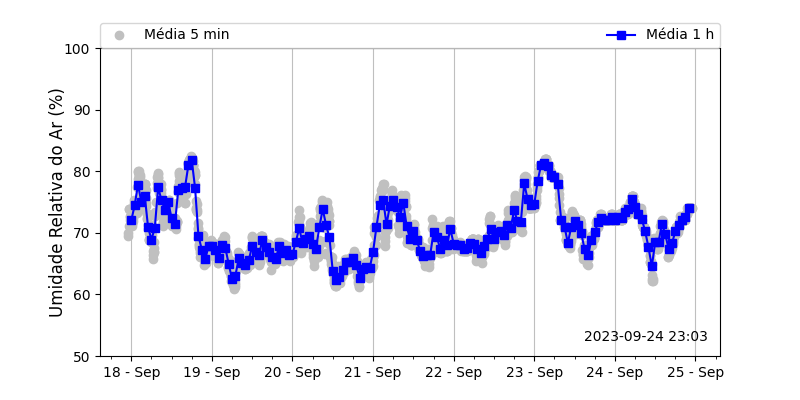 Média 5 min
Média 1 h
Umidade Relativa do Ar (%)
100
90
80
70
60
50
2023-09-24 23:03
18 - Sep
19 - Sep
20 - Sep
21 - Sep
22 - Sep
23 - Sep
24 - Sep
25 - Sep